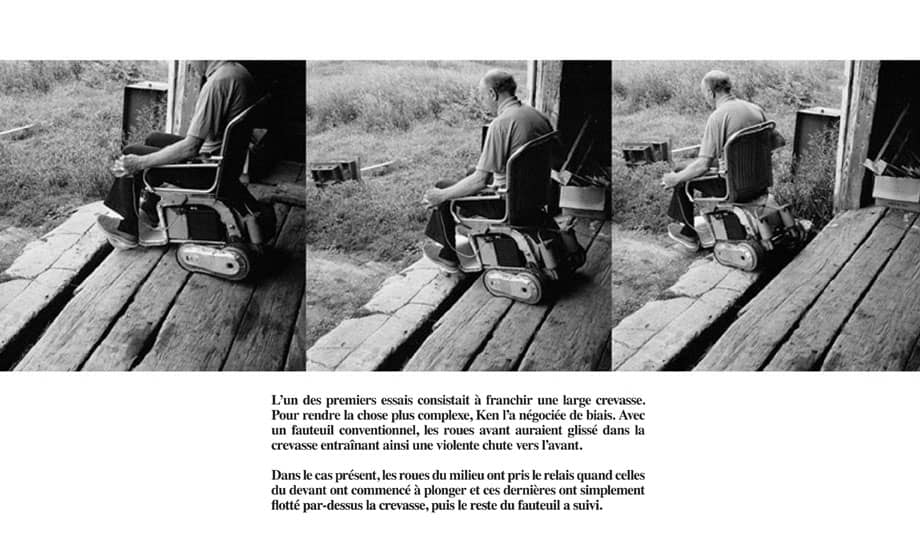 L'un des premiers essais consistait à franchir une large crevasse.
Pour rendre la chose plus complexe, Ken l'a négociée de biais. Avec
un fauteuil conventionnel, les roues avant auraient glissé dans la
crevasse entraînant ainsi une violente chute vers l'avant.
Dans le cas présent, les roues du milieu ont pris le relais quand celles
du devant ont commencé à plonger et ces dernières ont simplement
flotté par-dessus la crevasse, puis le reste du fauteuil a suivi.